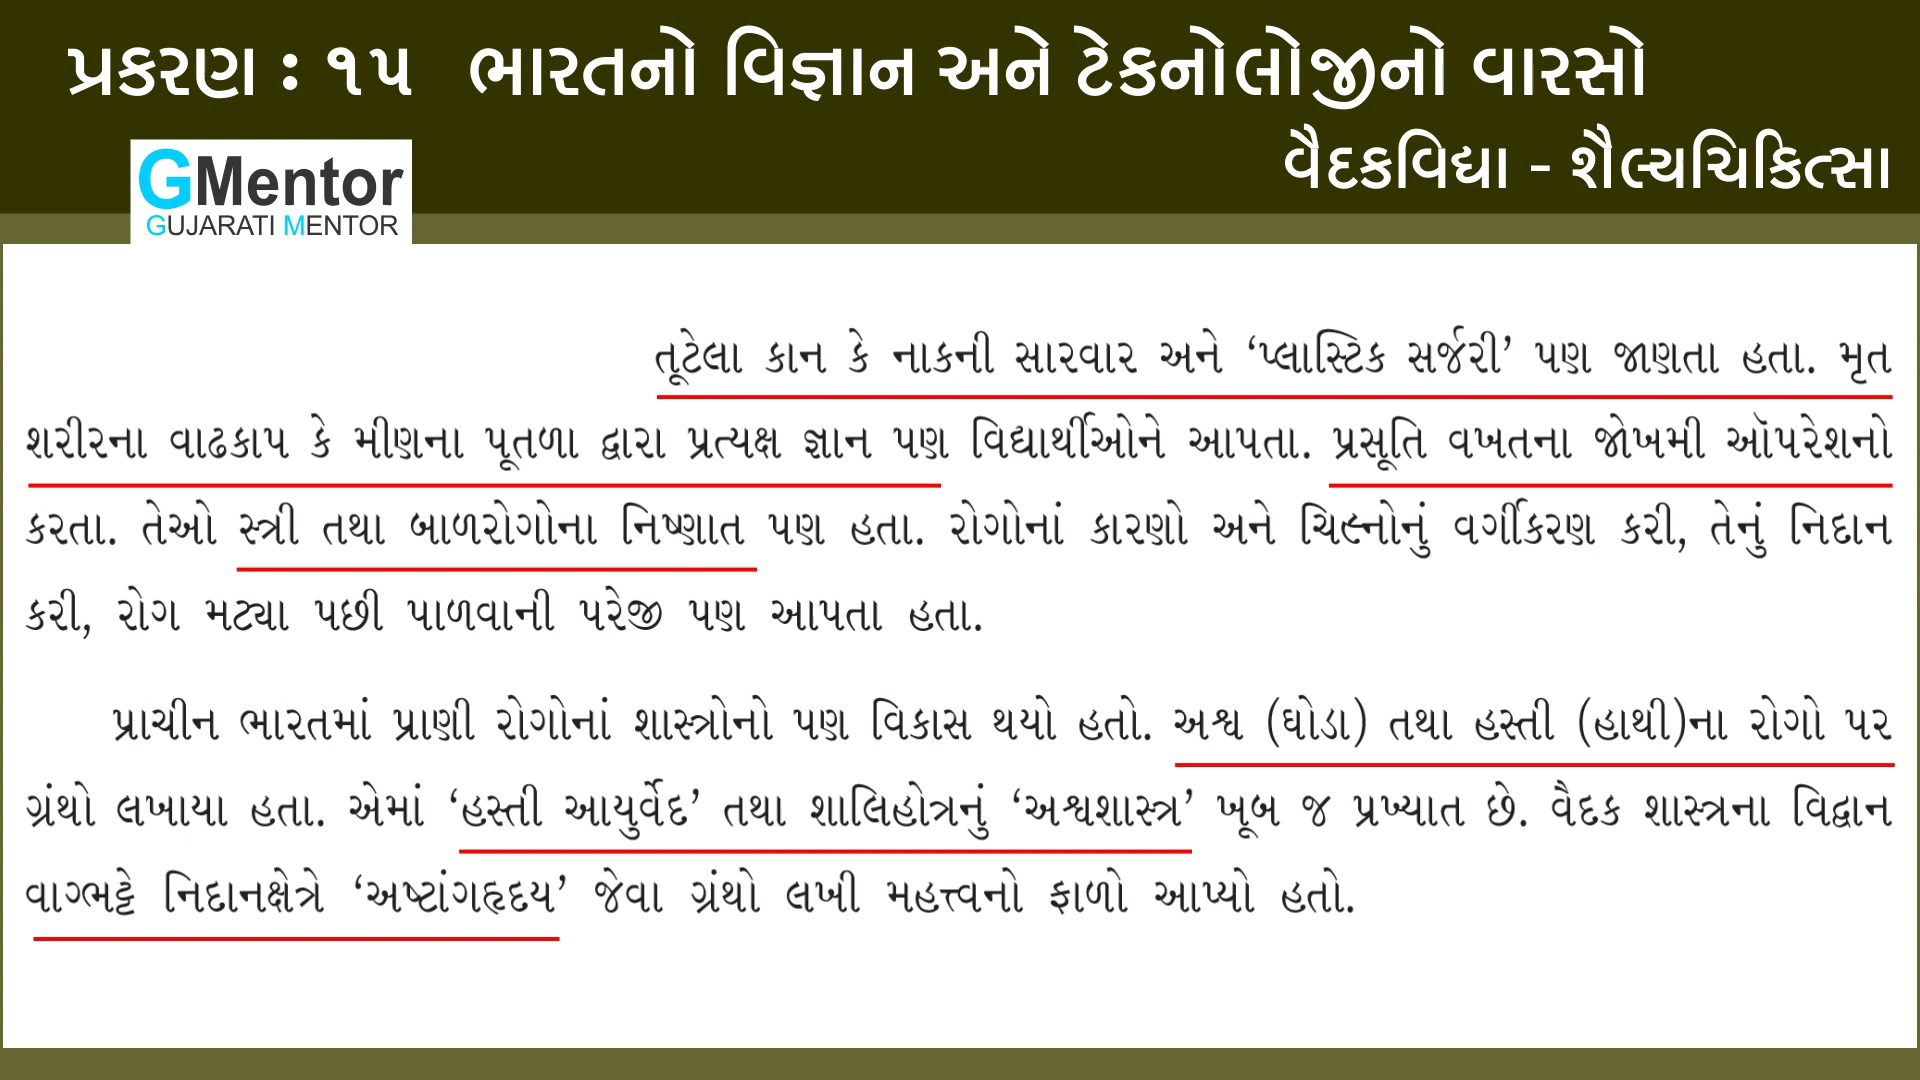 પ્રકરણ : ૧૫ ભારતનો વિજ્ઞાન અને ટેકનોલોજીનો વારસો
વૈદકવિદ્યા - શૈલ્યચિકિત્સા
GMentor
GUJARATI MENTOR
તૂટેલા કાન કે નાકની સારવાર અને ‘પ્લાસ્ટિક સર્જરી’ પણ જાણતા હતા. મૃત
શરીરના વાઢકાપ કે મીણના પૂતળા દ્વારા પ્રત્યક્ષ જ્ઞાન પણ વિદ્યાર્થીઓને આપતા. પ્રસૂતિ વખતના જોખમી ઑપરેશનો
કરતા. તેઓ સ્ત્રી તથા બાળરોગોના નિષ્ણાત પણ હતા. રોગોનાં કારણો અને ચિહ્નોનું વર્ગીકરણ કરી, તેનું નિદાન
કરી, રોગ મટ્યા પછી પાળવાની પરેજી પણ આપતા હતા.
પ્રાચીન ભારતમાં પ્રાણી રોગોનાં શાસ્ત્રોનો પણ વિકાસ થયો હતો. અશ્વ (ઘોડા) તથા હસ્તી (હાથી)ના રોગો પર
ગ્રંથો લખાયા હતા. એમાં ‘હસ્તી આયુર્વેદ’ તથા શાલિહોત્રનું ‘અશ્વશાસ્ત્ર’ ખૂબ જ પ્રખ્યાત છે. વૈદક શાસ્ત્રના વિદ્વાન
વાગ્ભટ્ટે નિદાનક્ષેત્રે ‘અષ્ટાંગહૃદય’ જેવા ગ્રંથો લખી મહત્ત્વનો ફાળો આપ્યો હતો.